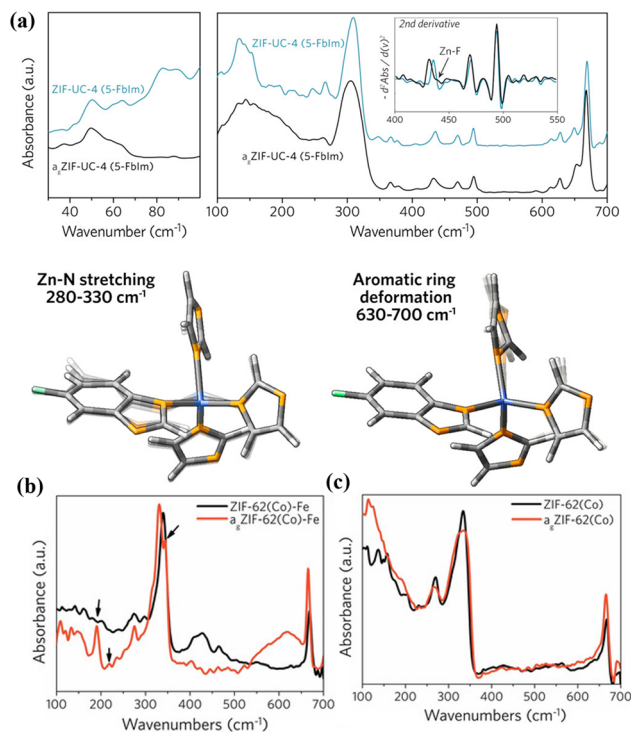 (a)
Absorbance (a.u.)
ZIF-UC-4 (5-FbIm)
agZIF-UC-4 (5-FbIm)
40 60 80
Wavenumber (cm-1)
ZIF-UC-4 (5-FbIm)
agZIF-UC-4 (5-FbIm)
100 200 300 400 500 600 700
Wavenumber (cm-1)
2nd derivative
- d²Abs / d(v)²
Zn-F
400 450 500 550
Zn-N stretching
280-330 cm-1
Aromatic ring
deformation
630-700 cm-1
(b)
Absorbance (a.u.)
ZIF-62(Co)-Fe
agZIF-62(Co)-Fe
100 200 300 400 500 600 700
Wavenumbers (cm-1)
(c)
Absorbance (a.u.)
ZIF-62(Co)
agZIF-62(Co)
100 200 300 400 500 600 700
Wavenumbers (cm-1)